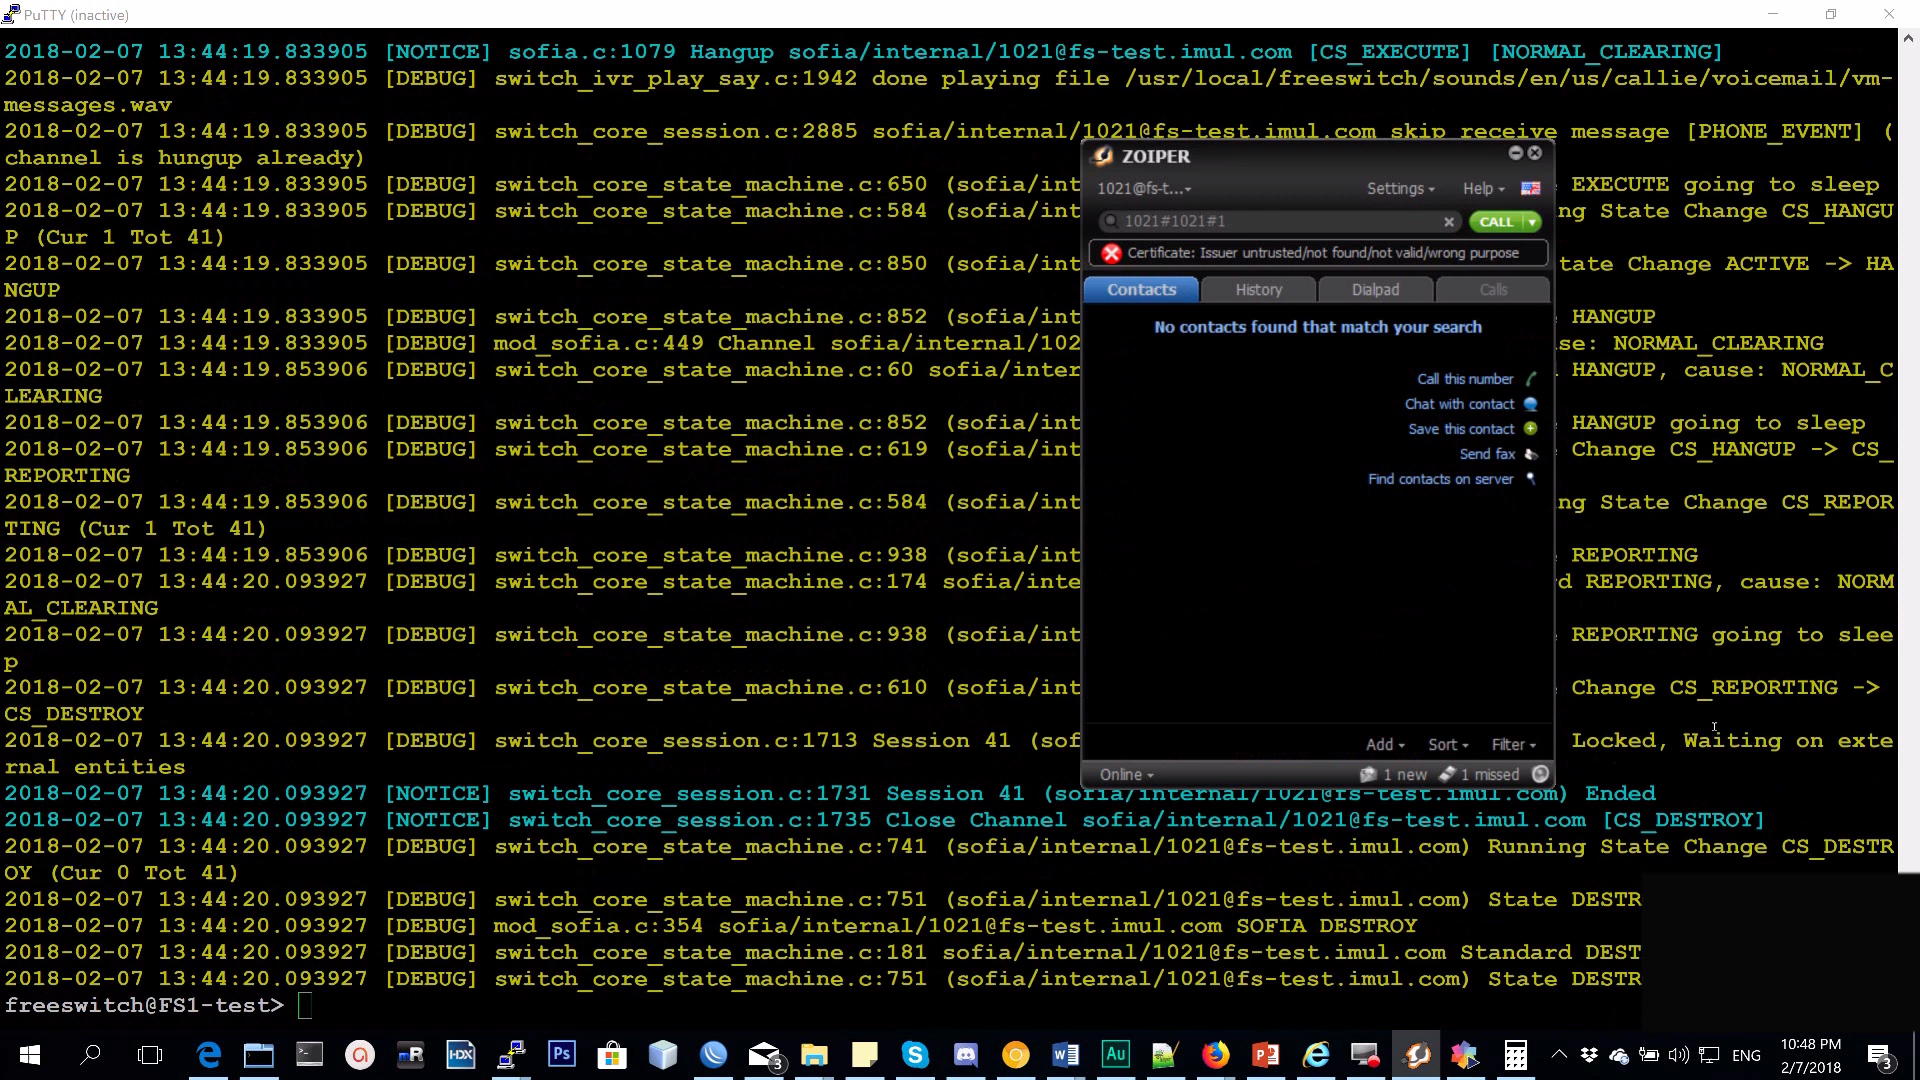 PuTTY (inactive)
2018-02-07 13:44:19.833905 [NOTICE] sofia.c:1079 Hangup sofia/internal/1021@fs-test.imul.com [CS_EXECUTE] [NORMAL_CLEARING]
2018-02-07 13:44:19.833905 [DEBUG] switch_ivr_play_say.c:1942 done playing file /usr/local/freeswitch/sounds/en/us/callie/voicemail/vm-
messages.wav
2018-02-07 13:44:19.833905 [DEBUG] switch_core_session.c:2885 sofia/internal/1021@fs-test.imul.com skip receive message [PHONE_EVENT] (
channel is hungup already)
2018-02-07 13:44:19.833905 [DEBUG] switch_core_state_machine.c:650 (sofia/int EXECUTE going to sleep
2018-02-07 13:44:19.833905 [DEBUG] switch_core_state_machine.c:584 (sofia/int ng State Change CS_HANGU
P (Cur 1 Tot 41)
2018-02-07 13:44:19.833905 [DEBUG] switch_core_state_machine.c:850 (sofia/int tate Change ACTIVE -> HA
NGUP
2018-02-07 13:44:19.833905 [DEBUG] switch_core_state_machine.c:852 (sofia/int HANGUP
2018-02-07 13:44:19.833905 [DEBUG] mod_sofia.c:449 Channel sofia/internal/102 se: NORMAL_CLEARING
2018-02-07 13:44:19.833905 [DEBUG] switch_core_state_machine.c:60 sofia/inter HANGUP, cause: NORMAL_C
LEARING
2018-02-07 13:44:19.853906 [DEBUG] switch_core_state_machine.c:852 (sofia/int HANGUP going to sleep
2018-02-07 13:44:19.853906 [DEBUG] switch_core_state_machine.c:619 (sofia/int Change CS_HANGUP -> CS_
REPORTING
2018-02-07 13:44:19.853906 [DEBUG] switch_core_state_machine.c:584 (sofia/int ng State Change CS_REPOR
TING (Cur 1 Tot 41)
2018-02-07 13:44:19.853906 [DEBUG] switch_core_state_machine.c:938 (sofia/int REPORTING
2018-02-07 13:44:20.093927 [DEBUG] switch_core_state_machine.c:174 sofia/inte d REPORTING, cause: NORM
AL_CLEARING
2018-02-07 13:44:20.093927 [DEBUG] switch_core_state_machine.c:938 (sofia/int REPORTING going to slee
p
2018-02-07 13:44:20.093927 [DEBUG] switch_core_state_machine.c:610 (sofia/int Change CS_REPORTING ->
CS_DESTROY
2018-02-07 13:44:20.093927 [DEBUG] switch_core_session.c:1713 Session 41 (sof Locked, Waiting on exte
rnal entities
2018-02-07 13:44:20.093927 [NOTICE] switch_core_session.c:1731 Session 41 (sofia/internal/1021@fs-test.imul.com) Ended
2018-02-07 13:44:20.093927 [NOTICE] switch_core_session.c:1735 Close Channel sofia/internal/1021@fs-test.imul.com [CS_DESTROY]
2018-02-07 13:44:20.093927 [DEBUG] switch_core_state_machine.c:741 (sofia/internal/1021@fs-test.imul.com) Running State Change CS_DESTR
OY (Cur 0 Tot 41)
2018-02-07 13:44:20.093927 [DEBUG] switch_core_state_machine.c:751 (sofia/internal/1021@fs-test.imul.com) State DESTR
2018-02-07 13:44:20.093927 [DEBUG] mod_sofia.c:354 sofia/internal/1021@fs-test.imul.com SOFIA DESTROY
2018-02-07 13:44:20.093927 [DEBUG] switch_core_state_machine.c:181 sofia/internal/1021@fs-test.imul.com Standard DEST
2018-02-07 13:44:20.093927 [DEBUG] switch_core_state_machine.c:751 (sofia/internal/1021@fs-test.imul.com) State DESTR
freeswitch@FS1-test>
ZOIPER
1021@fs-t...
Settings Help
1021#1021#1
CALL
Certificate: Issuer untrusted/not found/not valid/wrong purpose
Contacts History Dialpad Calls
No contacts found that match your search
Call this number
Chat with contact
Save this contact
Send fax
Find contacts on server
Add Sort Filter
Online 1 new 1 missed
a mR HDX Ps 3 S W Au P ENG
10:48 PM
2/7/2018
3